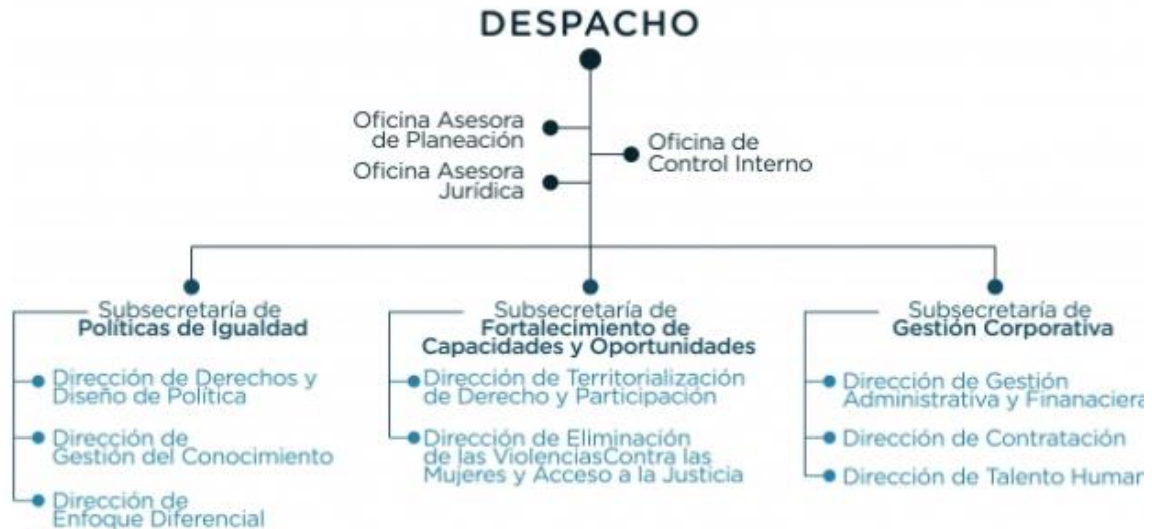 DESPACHO
Oficina Asesora
de Planeación
Oficina de
Control Interno
Oficina Asesora
Jurídica
Subsecretaría de
Políticas de Igualdad
Dirección de Derechos y
Diseño de Política
Dirección de
Gestión del Conocimiento
Dirección de
Enfoque Diferencial
Subsecretaría de
Fortalecimiento de
Capacidades y Oportunidades
Dirección de Territorialización
de Derecho y Participación
Dirección de Eliminación
de las ViolenciasContra las
Mujeres y Acceso a la Justicia
Subsecretaría de
Gestión Corporativa
Dirección de Gestión
Administrativa y Finanaciera
Dirección de Contratación
Dirección de Talento Human